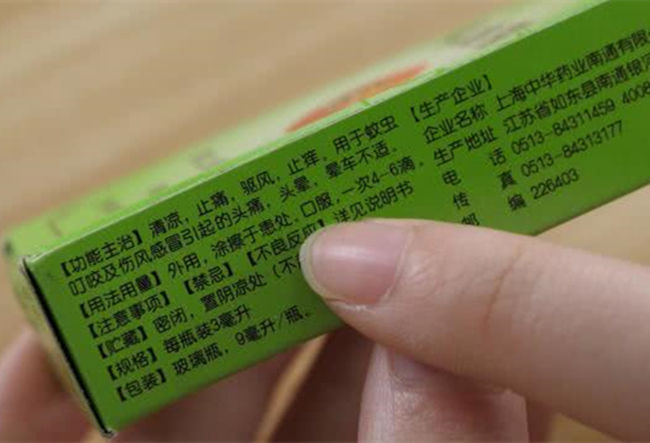 【功能主治】清凉，止痛，驱风，止痒，用于蚊虫
叮咬及伤风感冒引起的头痛，头晕，晕车不适。
【用法用量】外用，涂擦于患处，口服，一次4-6滴，
【注意事项】【禁忌】【不良反应】详见说明书
【贮藏】密闭，置阴凉处（不
【规格】每瓶装3毫升
【包装】玻璃瓶，9毫升/瓶。
【生产企业】
企业名称 上海中华药业南通有限
生产地址 江苏省如东县南通银河
电 话 0513-84311459 4008
传 真 0513-84313177
编 226403